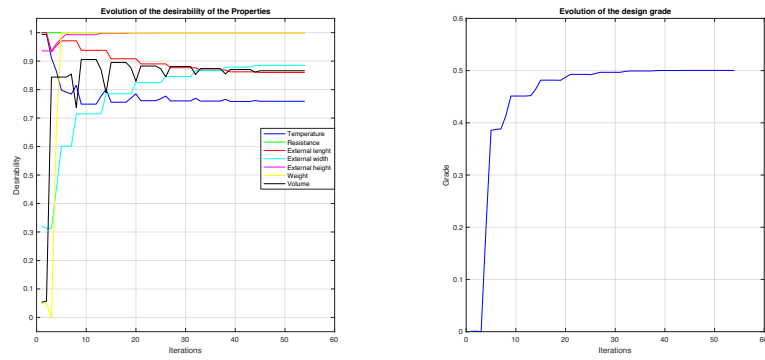 Evolution of the desirability of the Properties
1
0.9
0.8
0.7
0.6
0.5
0.4
0.3
0.2
0.1
0
Desirability
0 10 20 30 40 50 60
Iterations
Temperature
Resistance
External lenght
External width
External height
Weight
Volume
Evolution of the design grade
0.6
0.5
0.4
0.3
0.2
0.1
0
Grade
0 10 20 30 40 50 60
Iterations